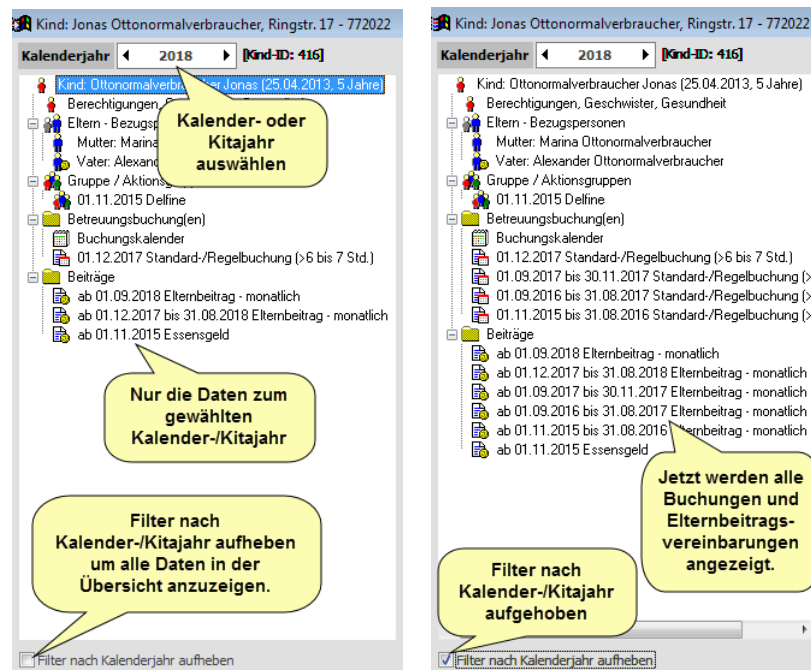 Kind: Jonas Ottonormalverbraucher, Ringstr. 17 - 772022
Kalenderjahr 2018 [Kind-ID: 416]
Kind: Ottonormalverbraucher Jonas (25.04.2013, 5 Jahre)
Berechtigungen,
Eltern - Bezugsp
Mutter: Marina
Vater: Alexand
Gruppe / Aktionsg
01.11.2015 Delfine
Betreuungsbuchung(en)
Buchungskalender
01.12.2017 Standard-/Regelbuchung (>6 bis 7 Std.)
Beiträge
ab 01.09.2018 Elternbeitrag - monatlich
ab 01.12.2017 bis 31.08.2018 Elternbeitrag - monatlich
ab 01.11.2015 Essensgeld
Kalender- oder
Kitajahr
auswählen
Nur die Daten zum
gewählten
Kalender-/Kitajahr
Filter nach
Kalender-/Kitajahr aufheben
um alle Daten in der
Übersicht anzuzeigen.
Filter nach Kalenderjahr aufheben
Kind: Jonas Ottonormalverbraucher, Ringstr. 17 - 772022
Kalenderjahr 2018 [Kind-ID: 416]
Kind: Ottonormalverbraucher Jonas (25.04.2013, 5 Jahre)
Berechtigungen, Geschwister, Gesundheit
Eltern - Bezugspersonen
Mutter: Marina Ottonormalverbraucher
Vater: Alexander Ottonormalverbraucher
Gruppe / Aktionsgruppen
01.11.2015 Delfine
Betreuungsbuchung(en)
Buchungskalender
01.12.2017 Standard-/Regelbuchung (>6 bis 7 Std.)
01.09.2017 bis 30.11.2017 Standard-/Regelbuchung (>
01.09.2016 bis 31.08.2017 Standard-/Regelbuchung (>
01.11.2015 bis 31.08.2016 Standard-/Regelbuchung (>
Beiträge
ab 01.09.2018 Elternbeitrag - monatlich
ab 01.12.2017 bis 31.08.2018 Elternbeitrag - monatlich
ab 01.09.2017 bis 30.11.2017 Elternbeitrag - monatlich
ab 01.09.2016 bis 31.08.2017 Elternbeitrag - monatlich
ab 01.11.2015 bis 31.08.2016 Elternbeitrag - monatlich
ab 01.11.2015 Essensgeld
Jetzt werden alle
Buchungen und
Elternbeitrags-
vereinbarungen
angezeigt.
Filter nach
Kalender-/Kitajahr
aufgehoben
Filter nach Kalenderjahr aufheben